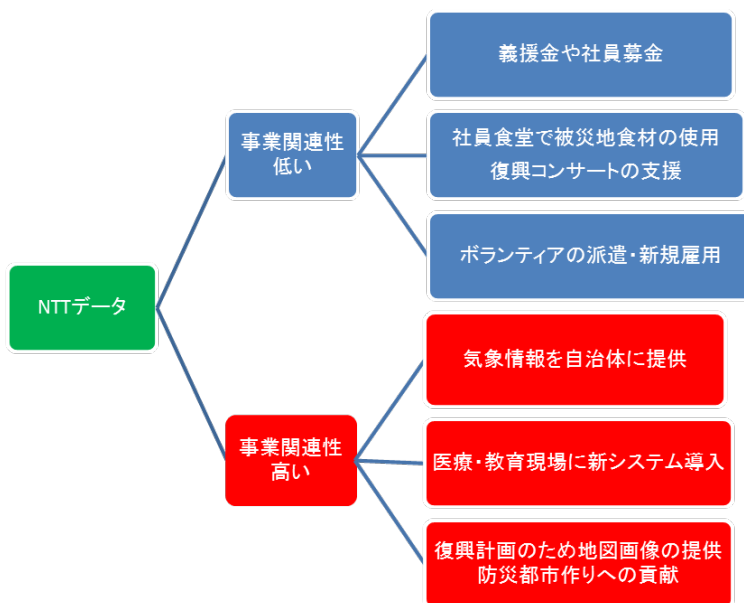 NTTデータ
事業関連性
低い
義援金や社員募金
社員食堂で被災地食材の使用
復興コンサートの支援
ボランティアの派遣・新規雇用
事業関連性
高い
気象情報を自治体に提供
医療・教育現場に新システム導入
復興計画のため地図画像の提供
防災都市作りへの貢献